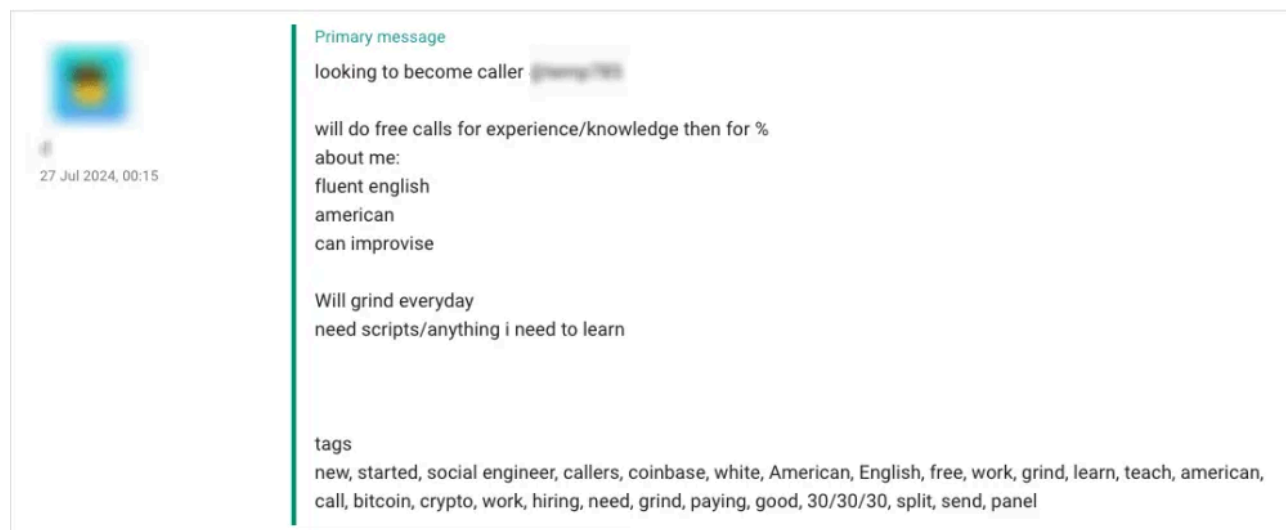 Primary message
looking to become caller
will do free calls for experience/knowledge then for %
about me:
fluent english
american
can improvise
Will grind everyday
need scripts/anything i need to learn
tags
new, started, social engineer, callers, coinbase, white, American, English, free, work, grind, learn, teach, american,
call, bitcoin, crypto, work, hiring, need, grind, paying, good, 30/30/30, split, send, panel
27 Jul 2024, 00:15